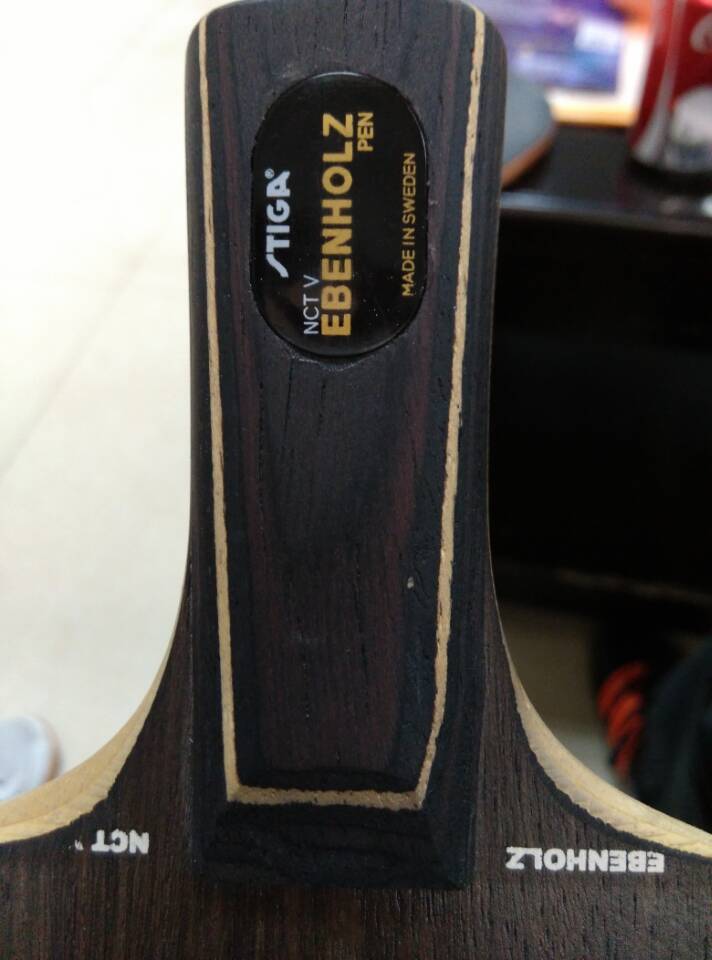 STIGA®
NCT V
EBENHOLZ
PEN
MADE IN SWEDEN
NCT
EBENHOLZ